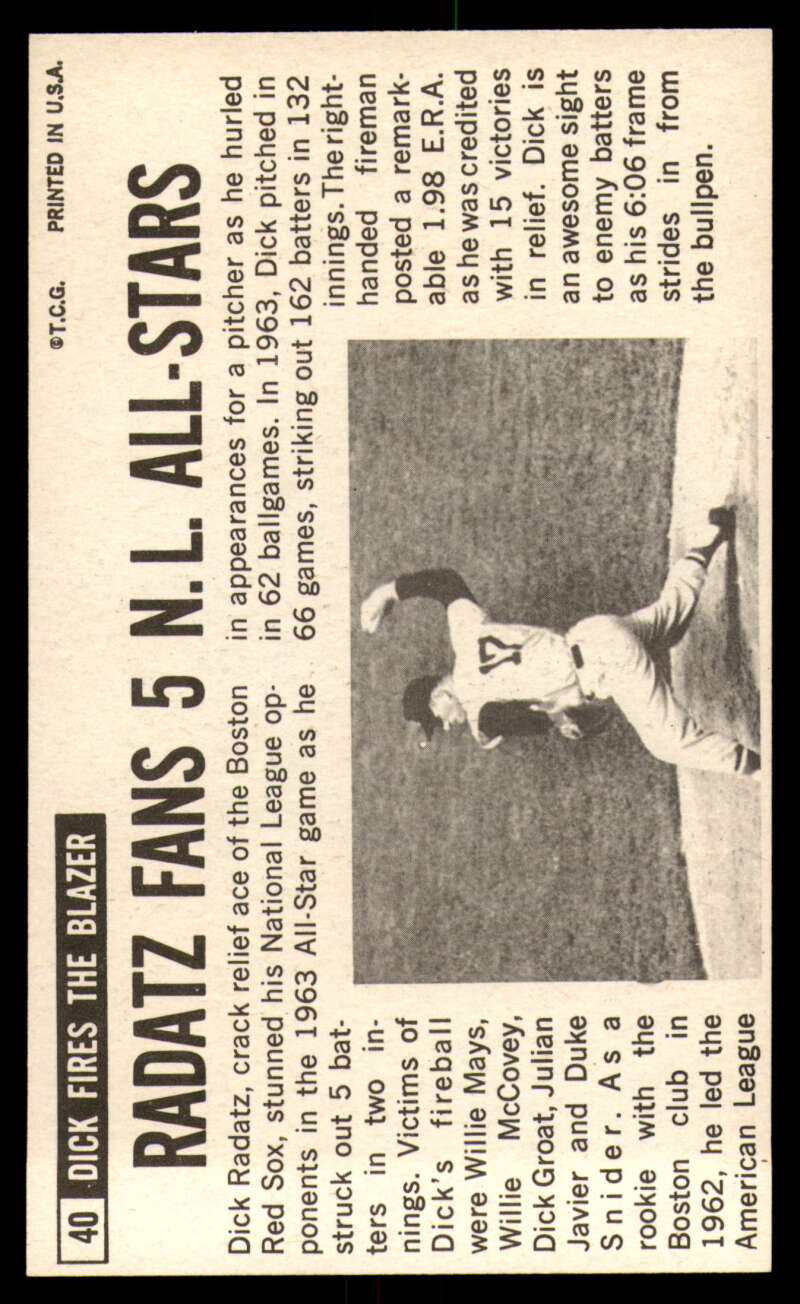 40 DICK FIRES THE BLAZER ©T.C.G. PRINTED IN U.S.A.
RADATZ FANS 5 N.L. ALL-STARS
Dick Radatz, crack relief ace of the Boston
Red Sox, stunned his National League op-
ponents in the 1963 All-Star game as he
struck out 5 bat-
ters in two in-
nings. Victims of
Dick's fireball
were Willie Mays,
Willie McCovey,
Dick Groat, Julian
Javier and Duke
Snider. As a
rookie with the
Boston club in
1962, he led the
American League
in appearances for a pitcher as he hurled
in 62 ballgames. In 1963, Dick pitched in
66 games, striking out 162 batters in 132
innings. The right-
handed fireman
posted a remark-
able 1.98 E.R.A.
as he was credited
with 15 victories
in relief. Dick is
an awesome sight
to enemy batters
as his 6:06 frame
strides in from
the bullpen.
17